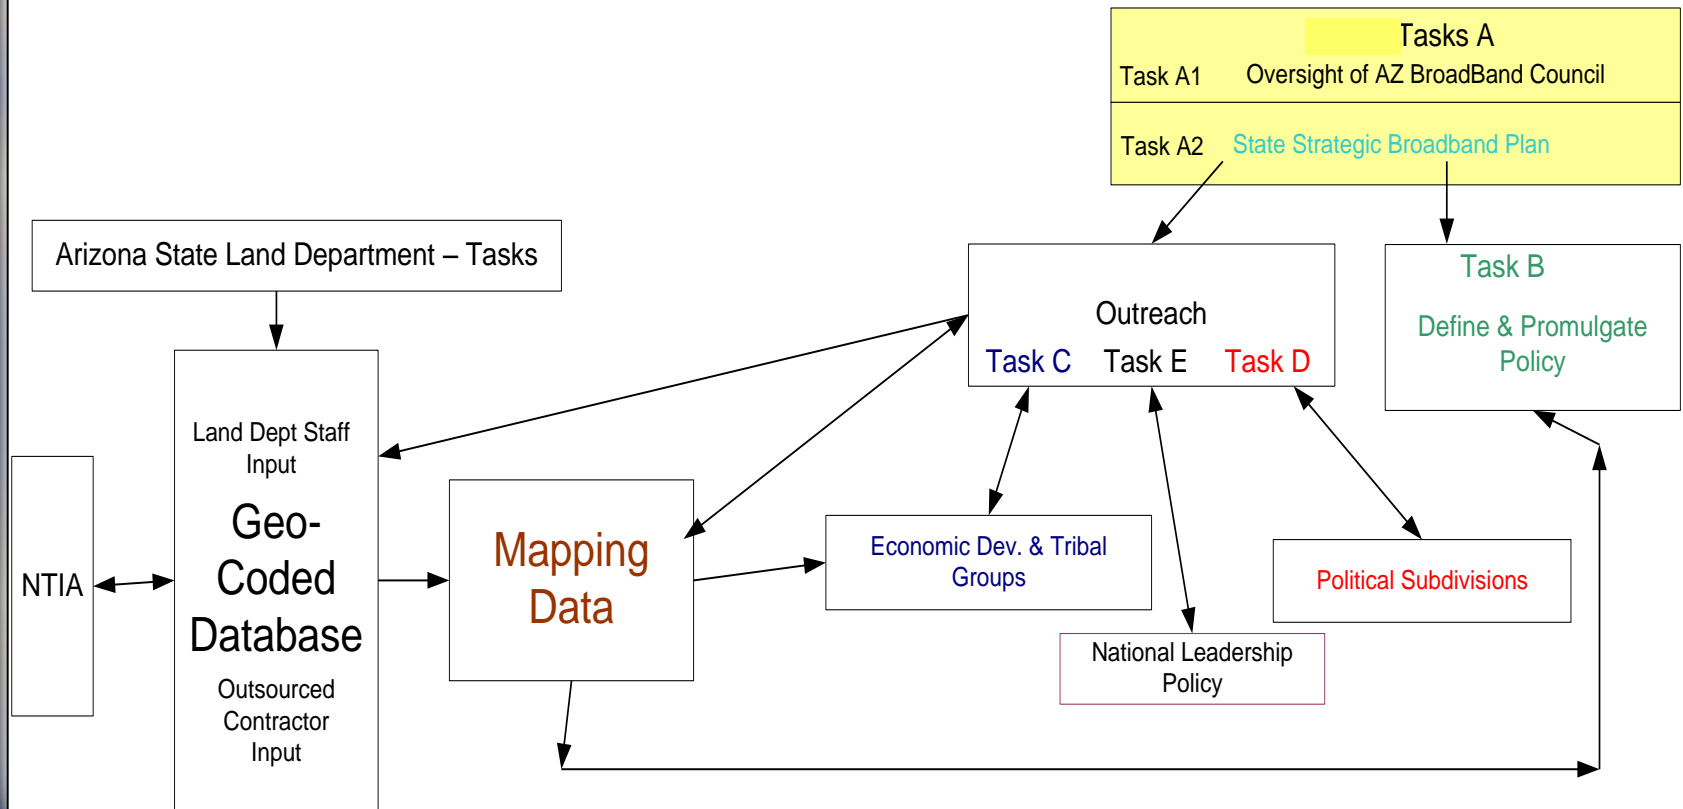 Tasks A
Task A1 Oversight of AZ BroadBand Council
Task A2 State Strategic Broadband Plan
Arizona State Land Department – Tasks
Outreach
Task C Task E Task D
Task B
Define & Promulgate
Policy
Land Dept Staff
Input
Geo-
Coded
Database
Outsourced
Contractor
Input
NTIA
Mapping
Data
Economic Dev. & Tribal
Groups
Political Subdivisions
National Leadership
Policy